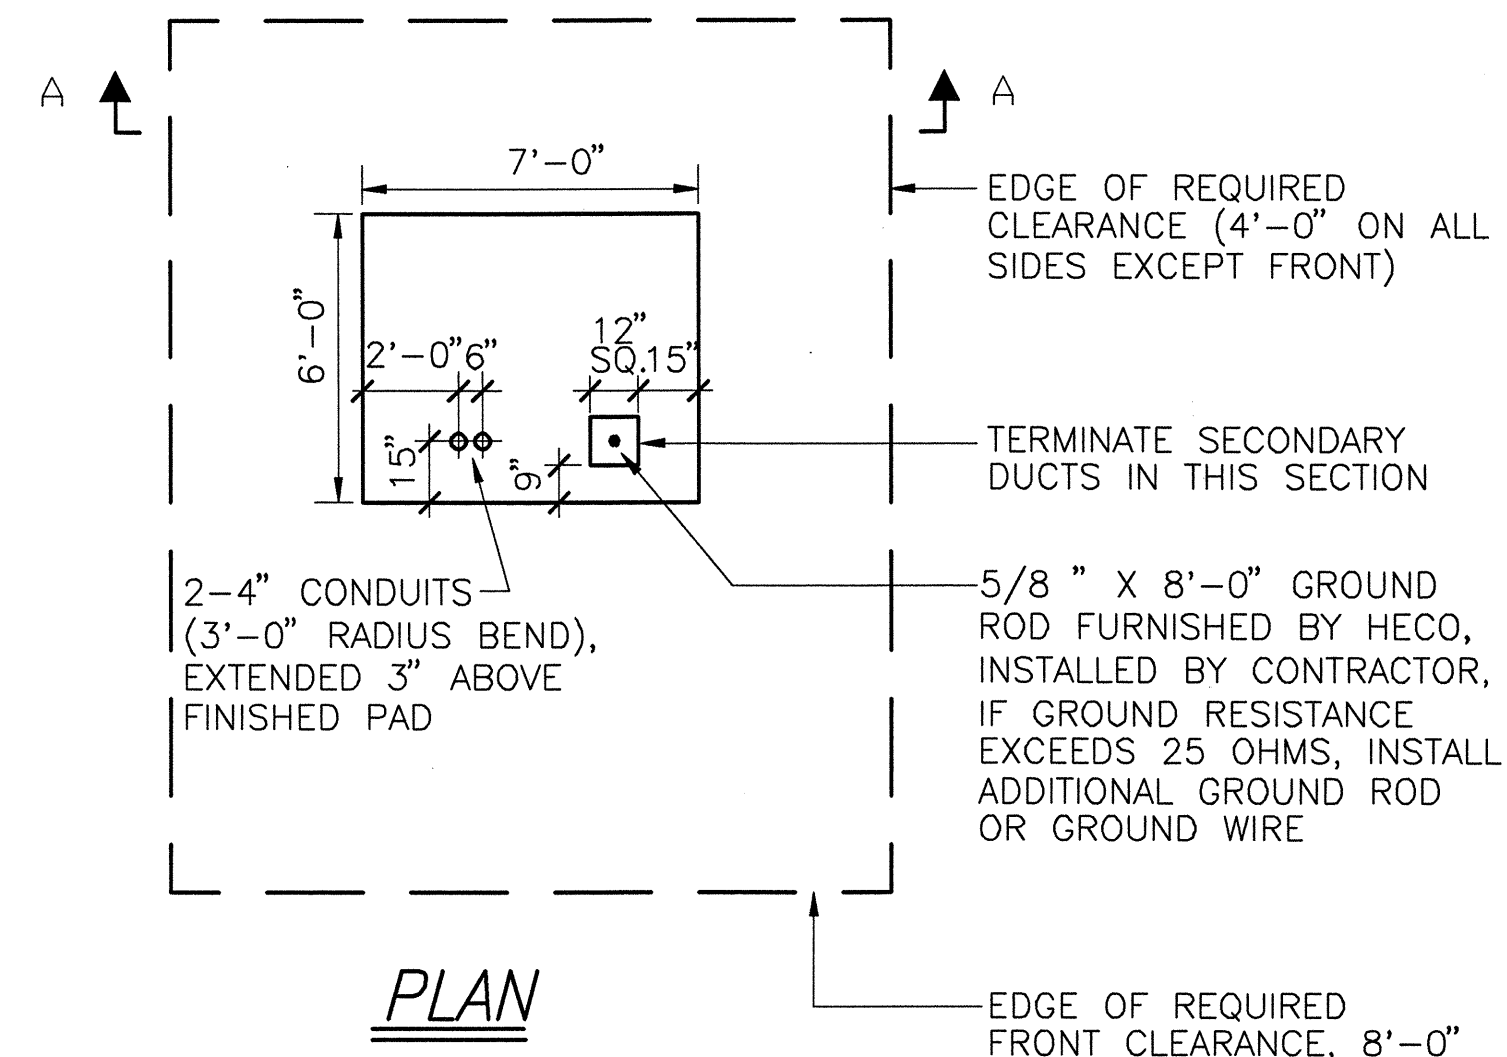 A
A
7'-0"
EDGE OF REQUIRED
CLEARANCE (4'-0" ON ALL
SIDES EXCEPT FRONT)
6'-0"
2'-0" 6"
12"
SQ. 15"
15"
9"
TERMINATE SECONDARY
DUCTS IN THIS SECTION
2-4" CONDUITS
(3'-0" RADIUS BEND),
EXTENDED 3" ABOVE
FINISHED PAD
5/8 " X 8'-0" GROUND
ROD FURNISHED BY HECO,
INSTALLED BY CONTRACTOR,
IF GROUND RESISTANCE
EXCEEDS 25 OHMS, INSTALL
ADDITIONAL GROUND ROD
OR GROUND WIRE
PLAN
EDGE OF REQUIRED
FRONT CLEARANCE, 8'-0"